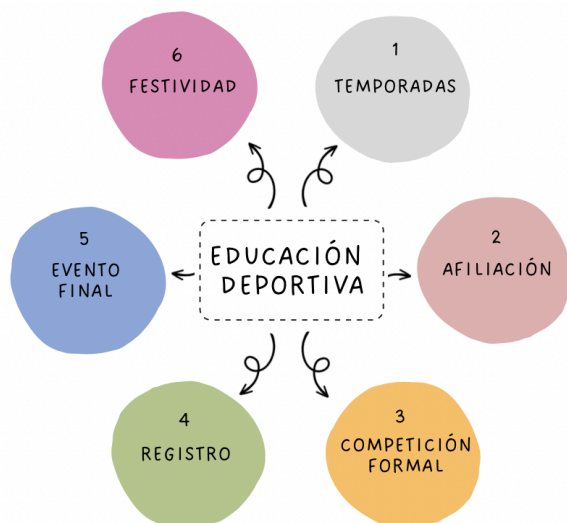 EDUCACIÓN
DEPORTIVA
1
TEMPORADAS
2
AFILIACIÓN
3
COMPETICIÓN
FORMAL
4
REGISTRO
5
EVENTO
FINAL
6
FESTIVIDAD